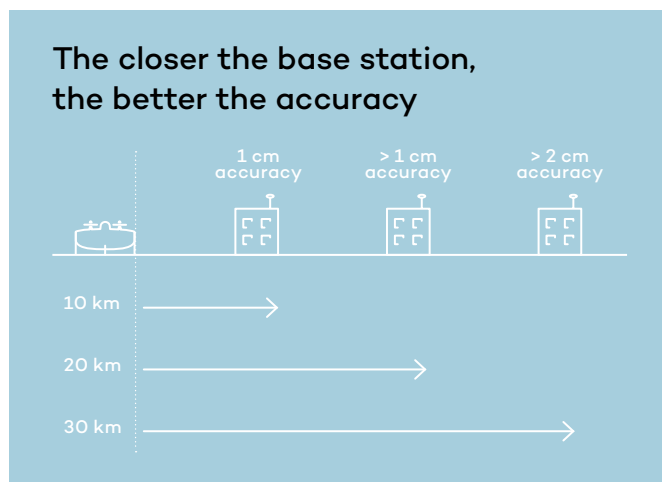 The closer the base station,
the better the accuracy
1 cm
accuracy
> 1 cm
accuracy
> 2 cm
accuracy
10 km
20 km
30 km